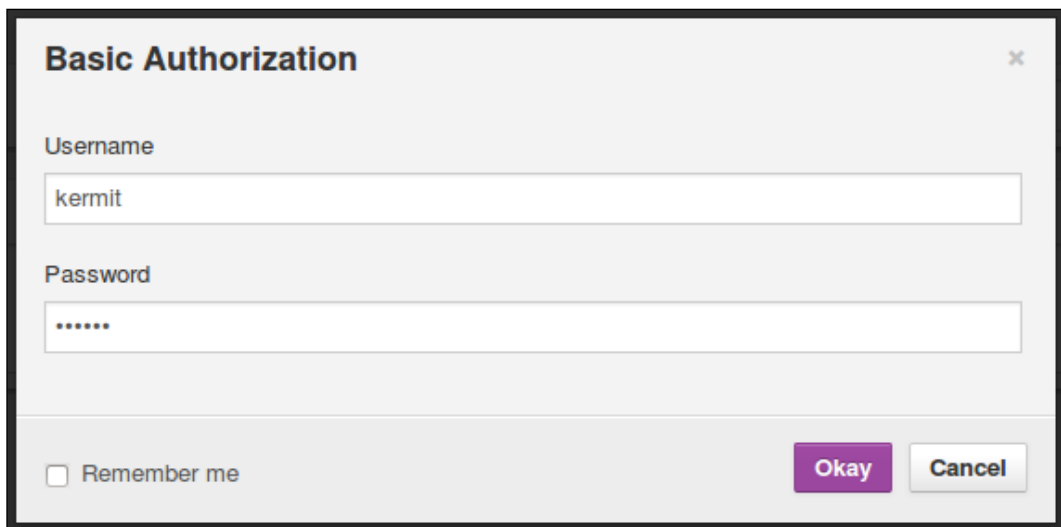 Basic Authorization
Username
kermit
Password
••••••
Remember me
Okay Cancel